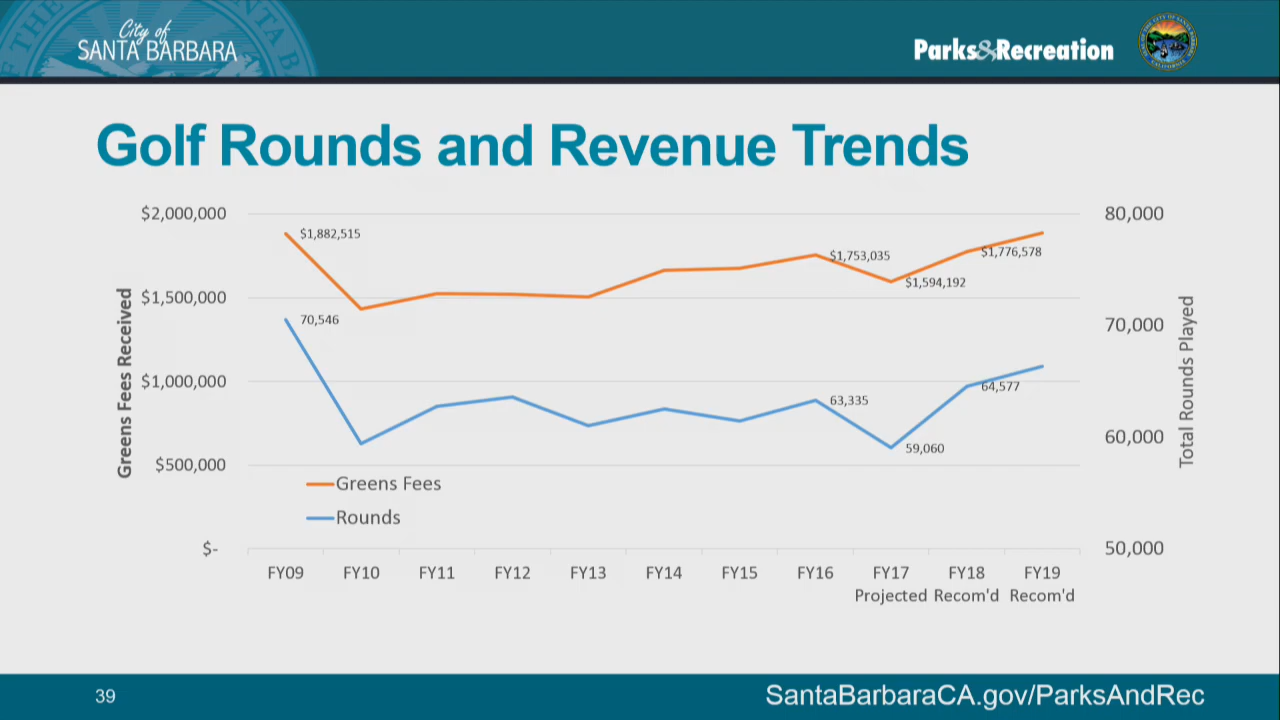 City of
SANTA BARBARA
Parks&Recreation
Golf Rounds and Revenue Trends
Greens Fees Received
$2,000,000
$1,500,000
$1,000,000
$500,000
$-
80,000
70,000
60,000
50,000
Total Rounds Played
$1,882,515
$1,753,035
$1,594,192
$1,776,578
70,546
63,335
59,060
64,577
Greens Fees
Rounds
FY09 FY10 FY11 FY12 FY13 FY14 FY15 FY16 FY17 FY18 FY19
Projected Recom'd Recom'd
39
SantaBarbaraCA.gov/ParksAndRec